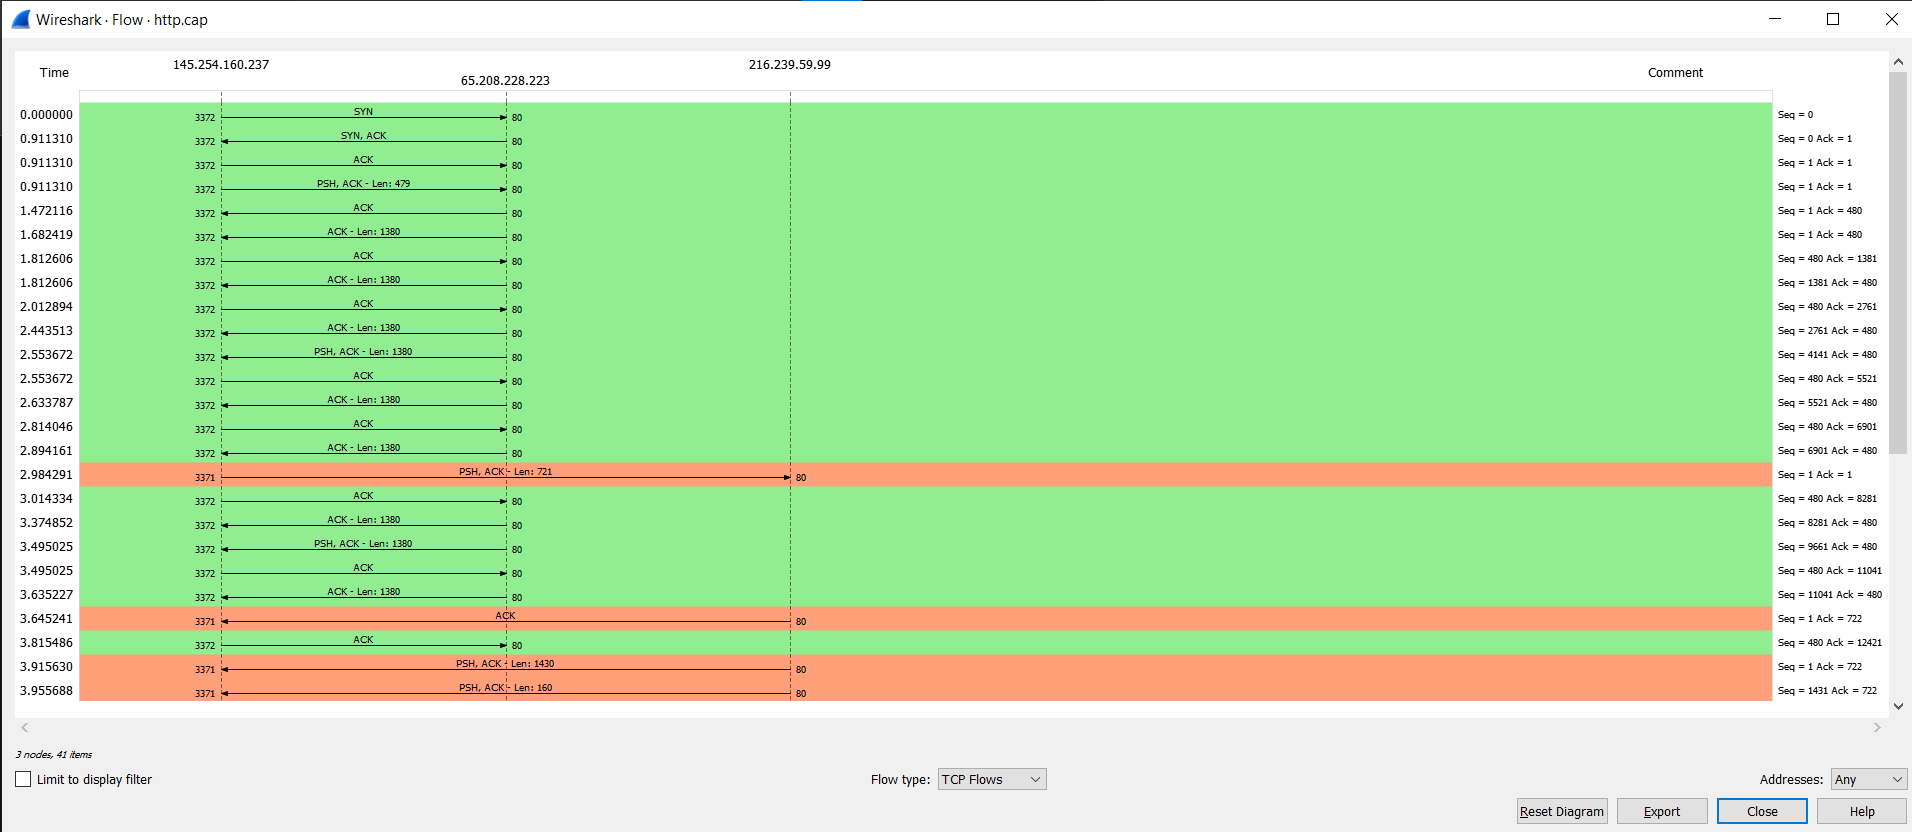 Wireshark · Flow · http.cap
145.254.160.237 216.239.59.99
Time 65.208.228.223 Comment
0.000000 3372 SYN 80 Seq = 0
0.911310 3372 SYN, ACK 80 Seq = 0 Ack = 1
0.911310 3372 ACK 80 Seq = 1 Ack = 1
0.911310 3372 PSH, ACK - Len: 479 80 Seq = 1 Ack = 1
1.472116 3372 ACK 80 Seq = 1 Ack = 480
1.682419 3372 ACK - Len: 1380 80 Seq = 1 Ack = 480
1.812606 3372 ACK 80 Seq = 480 Ack = 1381
1.812606 3372 ACK - Len: 1380 80 Seq = 1381 Ack = 480
2.012894 3372 ACK 80 Seq = 480 Ack = 2761
2.443513 3372 ACK - Len: 1380 80 Seq = 2761 Ack = 480
2.553672 3372 PSH, ACK - Len: 1380 80 Seq = 4141 Ack = 480
2.553672 3372 ACK 80 Seq = 480 Ack = 5521
2.633787 3372 ACK - Len: 1380 80 Seq = 5521 Ack = 480
2.814046 3372 ACK 80 Seq = 480 Ack = 6901
2.894161 3372 ACK - Len: 1380 80 Seq = 6901 Ack = 480
2.984291 3371 PSH, ACK - Len: 721 80 Seq = 1 Ack = 1
3.014334 3372 ACK 80 Seq = 480 Ack = 8281
3.374852 3372 ACK - Len: 1380 80 Seq = 8281 Ack = 480
3.495025 3372 PSH, ACK - Len: 1380 80 Seq = 9661 Ack = 480
3.495025 3372 ACK 80 Seq = 480 Ack = 11041
3.635227 3372 ACK - Len: 1380 80 Seq = 11041 Ack = 480
3.645241 3371 ACK 80 Seq = 1 Ack = 722
3.815486 3372 ACK 80 Seq = 480 Ack = 12421
3.915630 3371 PSH, ACK - Len: 1430 80 Seq = 1 Ack = 722
3.955688 3371 PSH, ACK - Len: 160 80 Seq = 1431 Ack = 722
3 nodes, 41 items
Limit to display filter Flow type: TCP Flows Addresses: Any
Reset Diagram Export Close Help